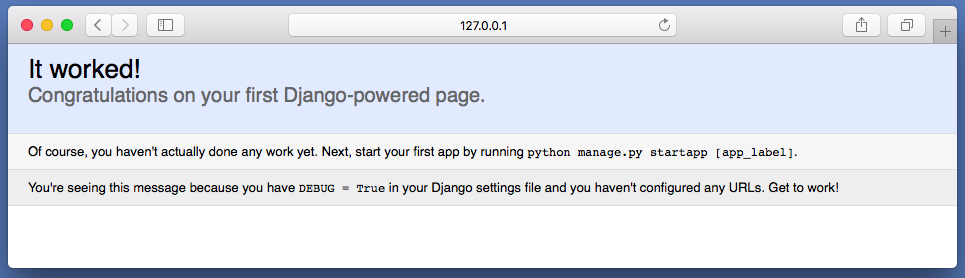 127.0.0.1
It worked!
Congratulations on your first Django-powered page.
Of course, you haven't actually done any work yet. Next, start your first app by running python manage.py startapp [app_label].
You're seeing this message because you have DEBUG = True in your Django settings file and you haven't configured any URLs. Get to work!